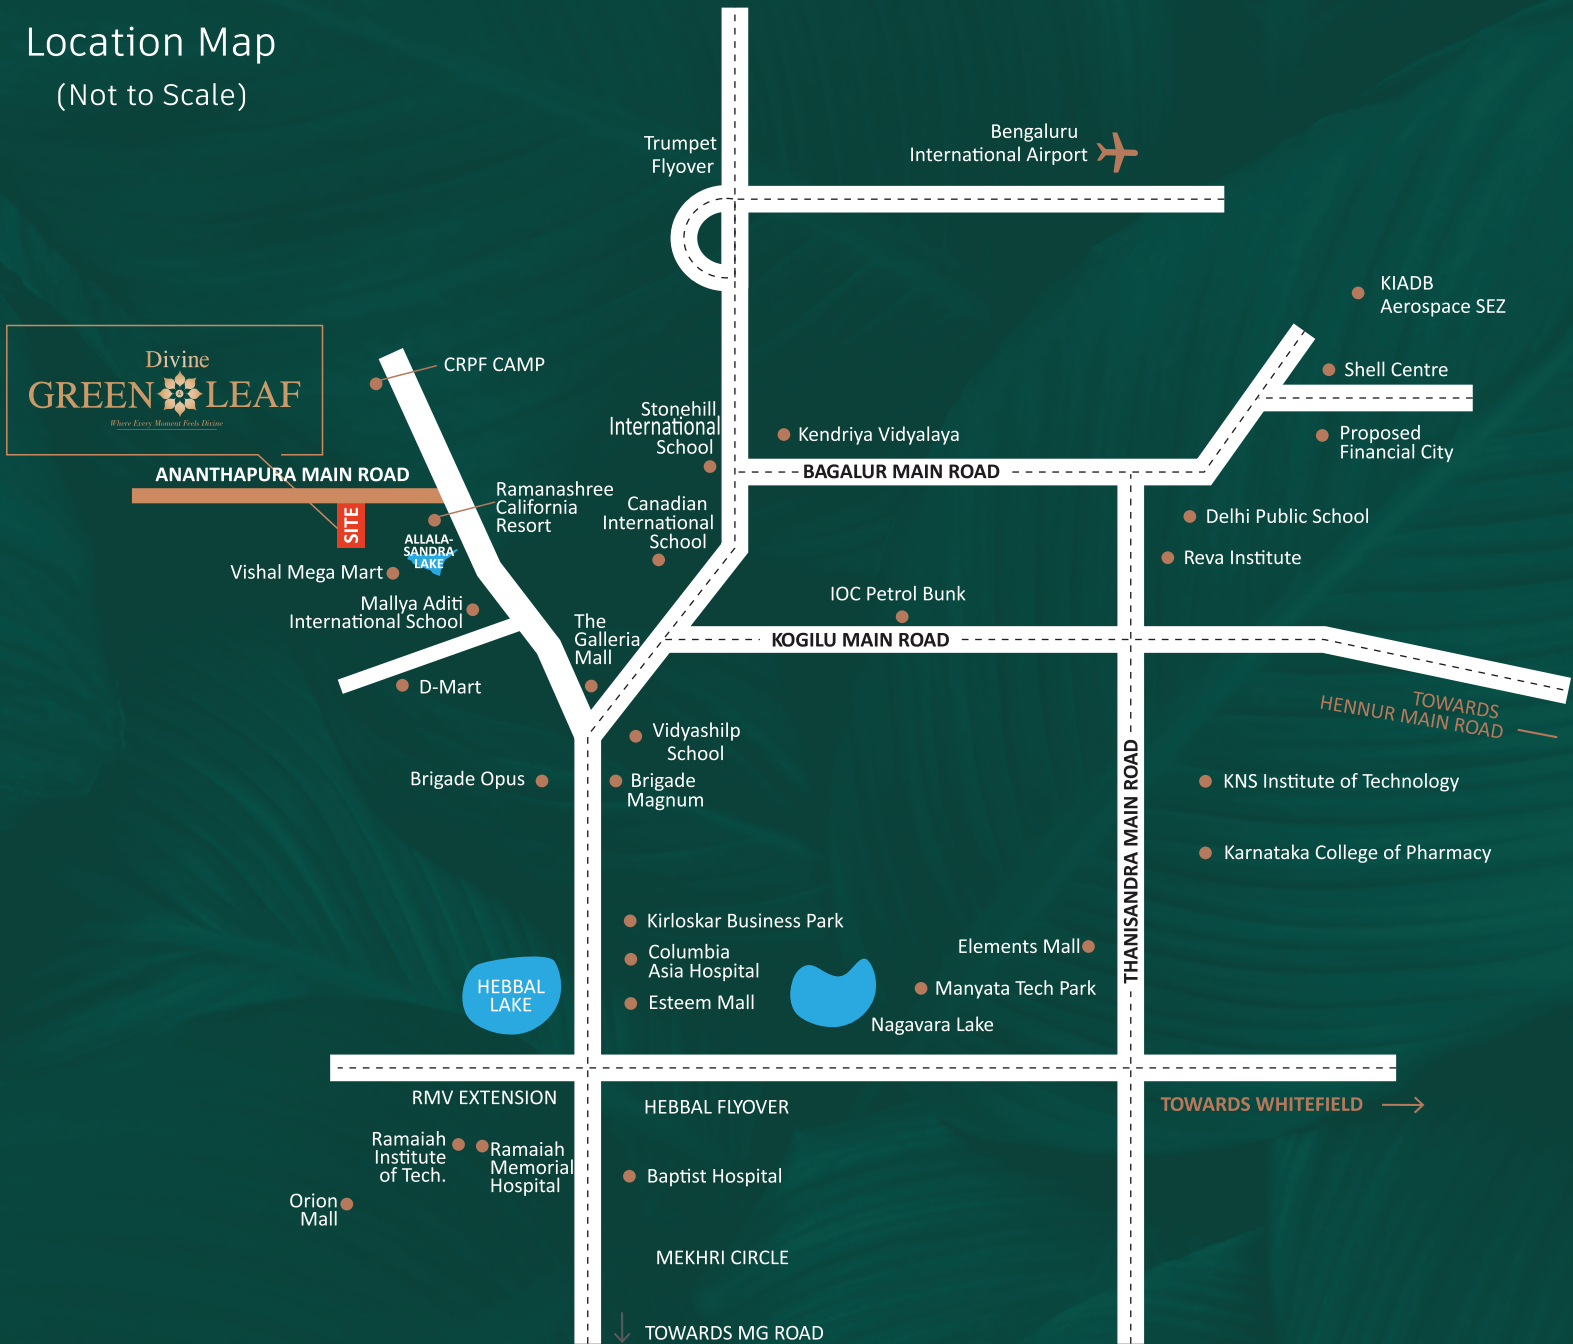 Location Map
(Not to Scale)
Trumpet
Flyover
Bengaluru
International Airport
KIADB
Aerospace SEZ
Shell Centre
Proposed
Financial City
Divine
GREEN LEAF
Where Every Moment Feels Divine
CRPF CAMP
Stonehill
International
School
Kendriya Vidyalaya
BAGALUR MAIN ROAD
ANANTHAPURA MAIN ROAD
SITE
Ramanashree
California
Resort
Canadian
International
School
Delhi Public School
Reva Institute
ALLALA-
SANDRA
LAKE
Vishal Mega Mart
Mallya Aditi
International School
The
Galleria
Mall
IOC Petrol Bunk
KOGILU MAIN ROAD
D-Mart
TOWARDS
HENNUR MAIN ROAD
Vidyashilp
School
Brigade Opus
Brigade
Magnum
THANISANDRA MAIN ROAD
KNS Institute of Technology
Karnataka College of Pharmacy
Kirloskar Business Park
Columbia
Asia Hospital
Esteem Mall
Elements Mall
Manyata Tech Park
HEBBAL
LAKE
Nagavara Lake
RMV EXTENSION
HEBBAL FLYOVER
TOWARDS WHITEFIELD
Ramaiah
Institute
of Tech.
Ramaiah
Memorial
Hospital
Baptist Hospital
Orion
Mall
MEKHRI CIRCLE
TOWARDS MG ROAD